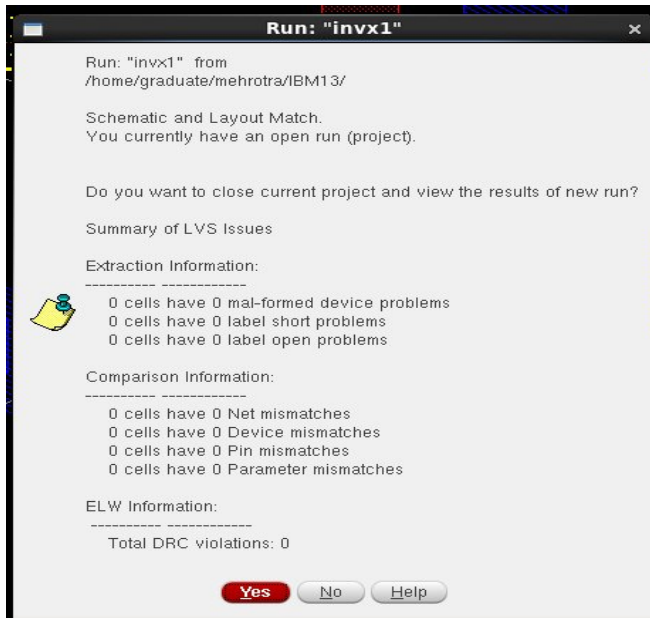 Run: "invx1"
Run: "invx1" from
/home/graduate/mehrotra/IBM13/
Schematic and Layout Match.
You currently have an open run (project).
Do you want to close current project and view the results of new run?
Summary of LVS Issues
Extraction Information:
---------- ------------
0 cells have 0 mal-formed device problems
0 cells have 0 label short problems
0 cells have 0 label open problems
Comparison Information:
---------- ------------
0 cells have 0 Net mismatches
0 cells have 0 Device mismatches
0 cells have 0 Pin mismatches
0 cells have 0 Parameter mismatches
ELW Information:
---------- ------------
Total DRC violations: 0
Yes No Help